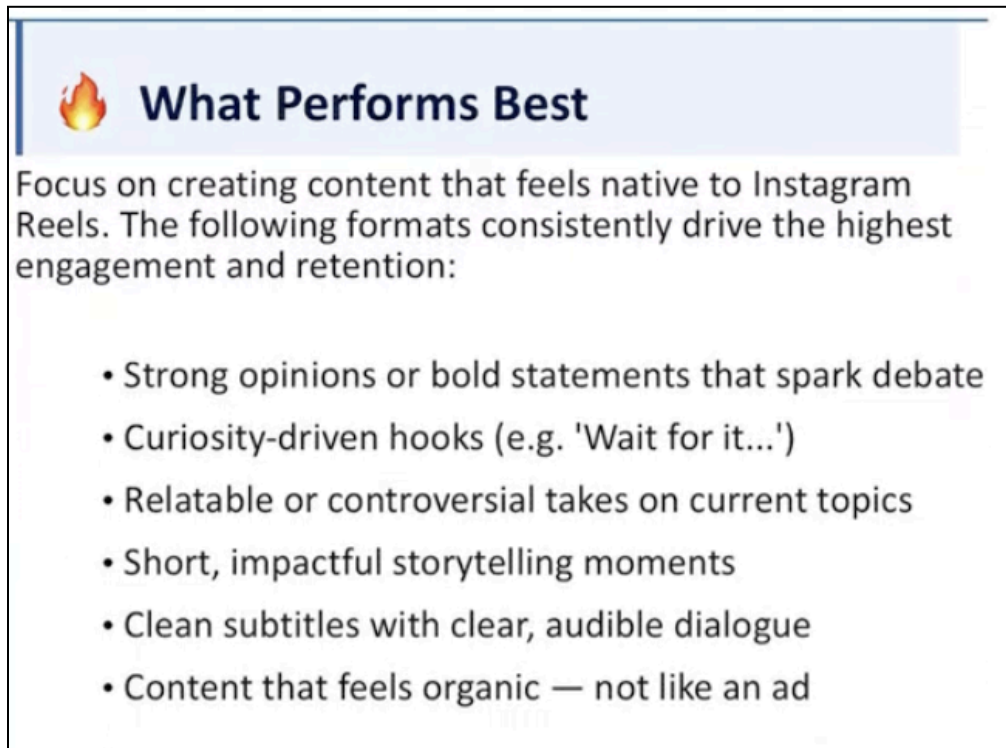 🔥 What Performs Best
Focus on creating content that feels native to Instagram
Reels. The following formats consistently drive the highest
engagement and retention:
• Strong opinions or bold statements that spark debate
• Curiosity-driven hooks (e.g. 'Wait for it...')
• Relatable or controversial takes on current topics
• Short, impactful storytelling moments
• Clean subtitles with clear, audible dialogue
• Content that feels organic — not like an ad